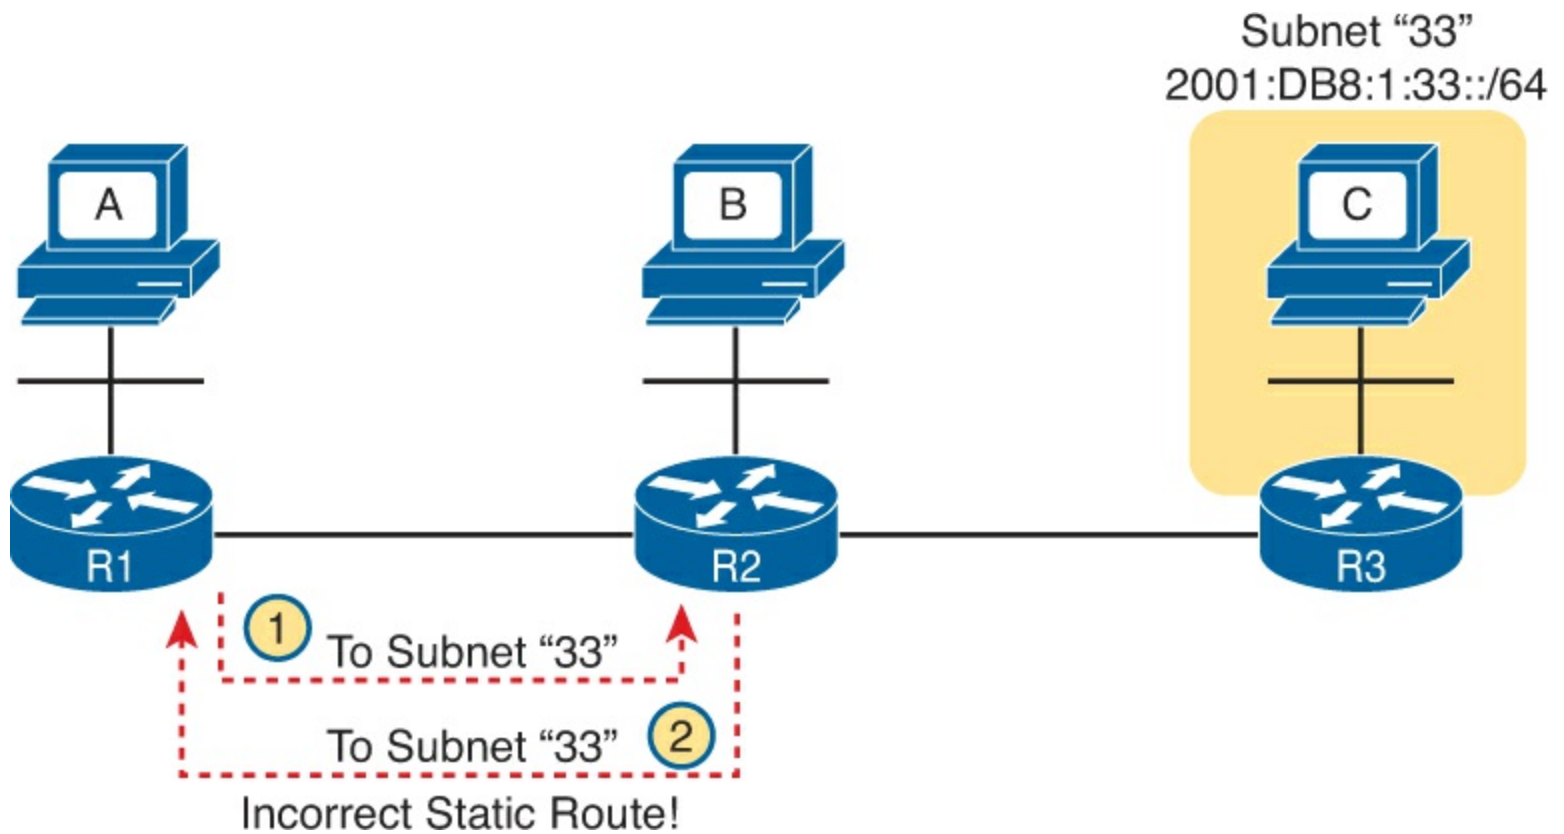 Subnet “33”
2001:DB8:1:33::/64
A
B
C
R1
R2
R3
1
To Subnet “33”
To Subnet “33”
2
Incorrect Static Route!